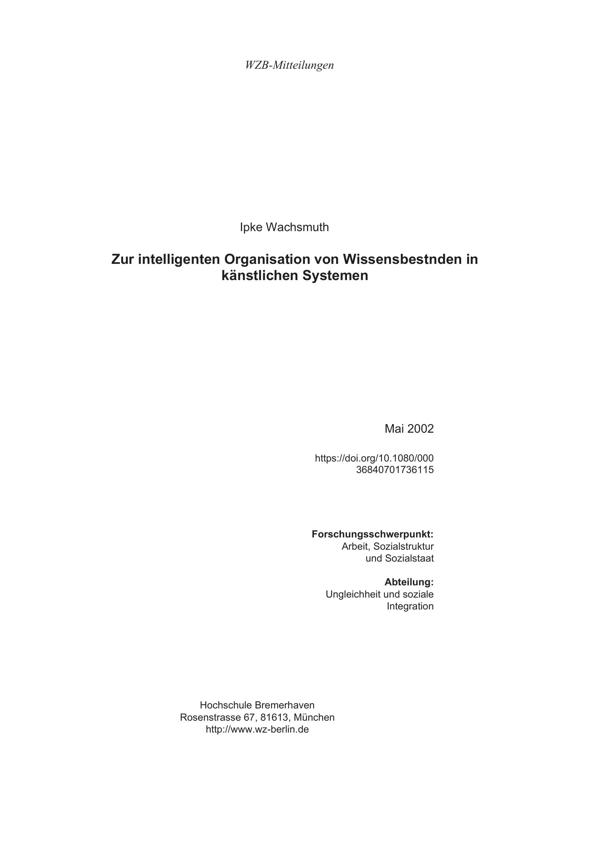 WZB-Mitteilungen
Ipke Wachsmuth
Zur intelligenten Organisation von Wissensbestnden in
känstlichen Systemen
Mai 2002
https://doi.org/10.1080/000
36840701736115
Forschungsschwerpunkt:
Arbeit, Sozialstruktur
und Sozialstaat
Abteilung:
Ungleichheit und soziale
Integration
Hochschule Bremerhaven
Rosenstrasse 67, 81613, München
http://www.wz-berlin.de